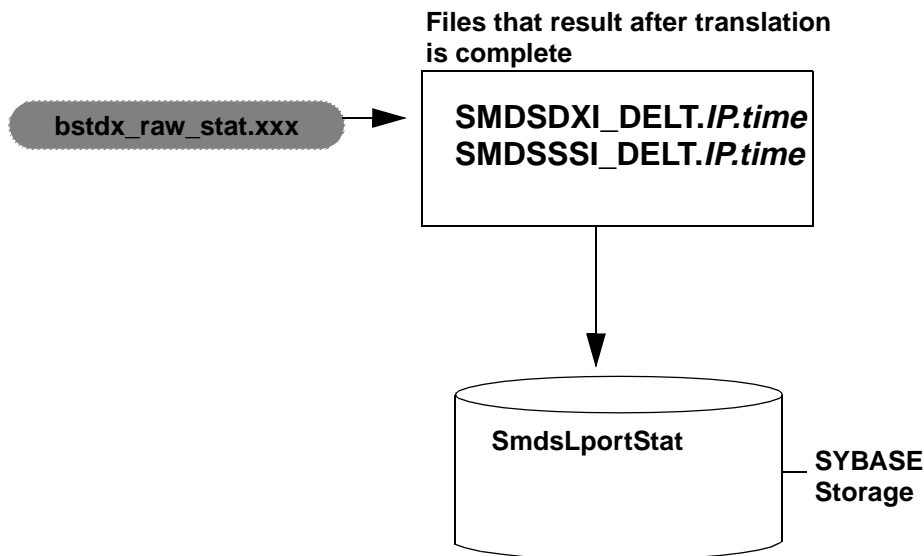 Files that result after translation
is complete
bstdx_raw_stat.xxx
SMDSDXI_DELT.IP.time
SMDSSSI_DELT.IP.time
SmdsLportStat
SYBASE
Storage